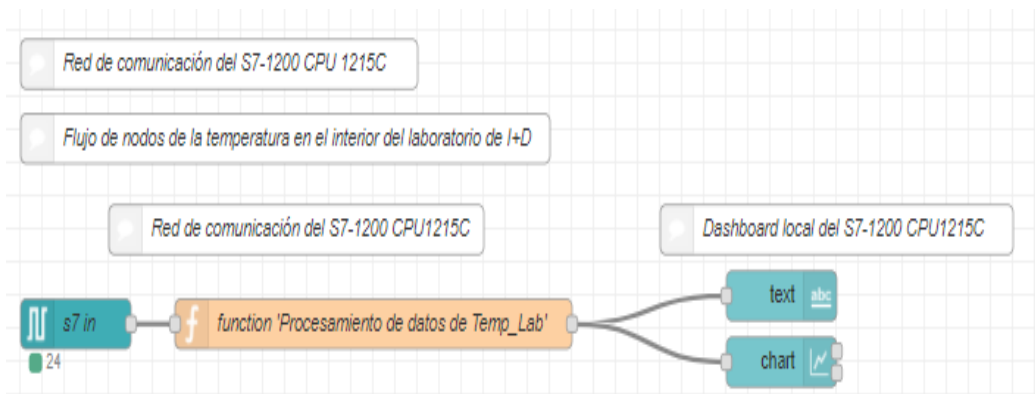 Red de comunicación del S7-1200 CPU 1215C
Flujo de nodos de la temperatura en el interior del laboratorio de I+D
Red de comunicación del S7-1200 CPU1215C
Dashboard local del S7-1200 CPU1215C
s7 in
24
function 'Procesamiento de datos de Temp_Lab'
text abc
chart